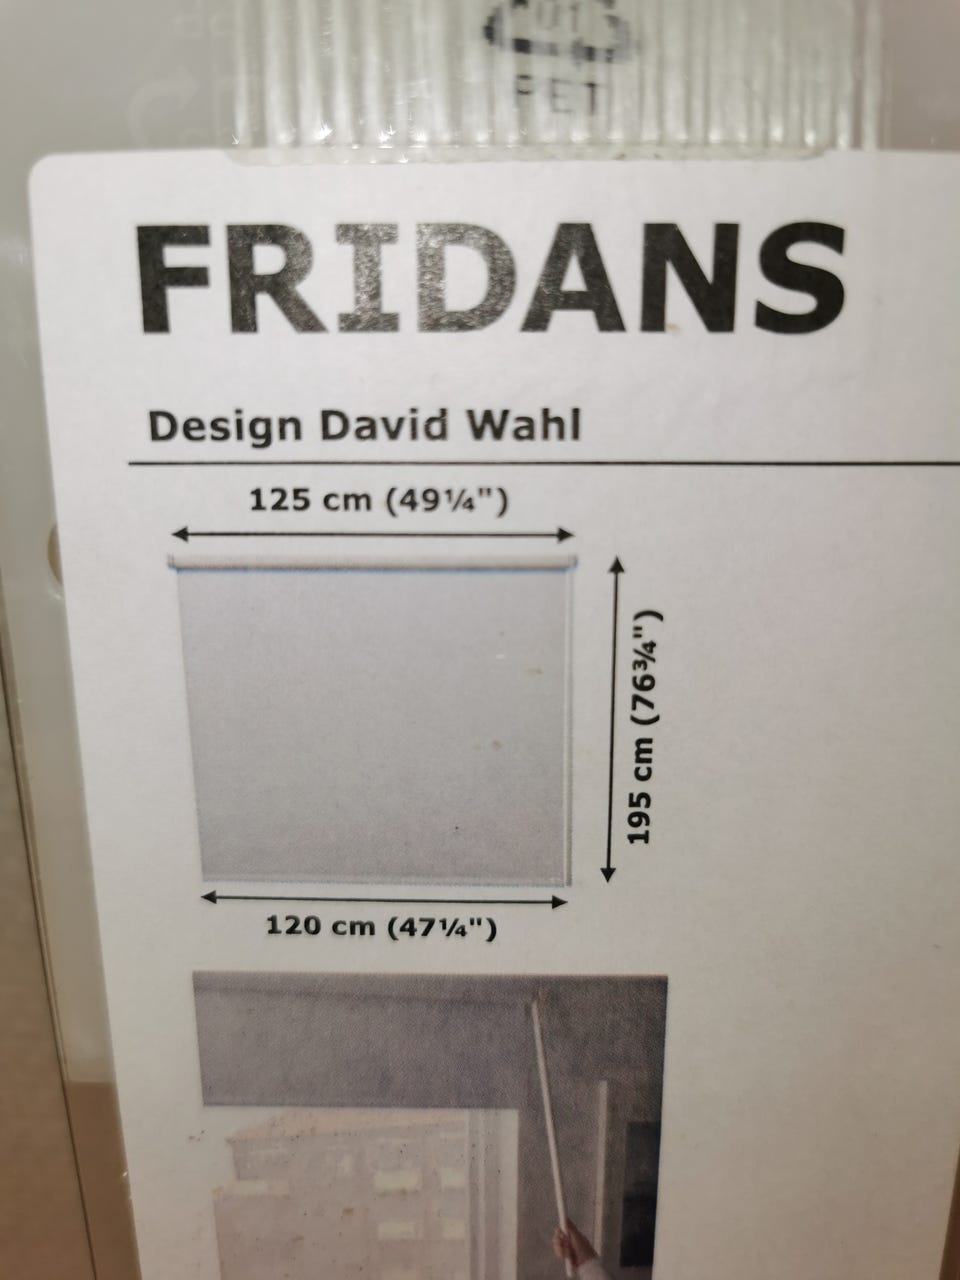 PET
FRIDANS
Design David Wahl
125 cm (49¼")
195 cm (76¾")
120 cm (47¼")